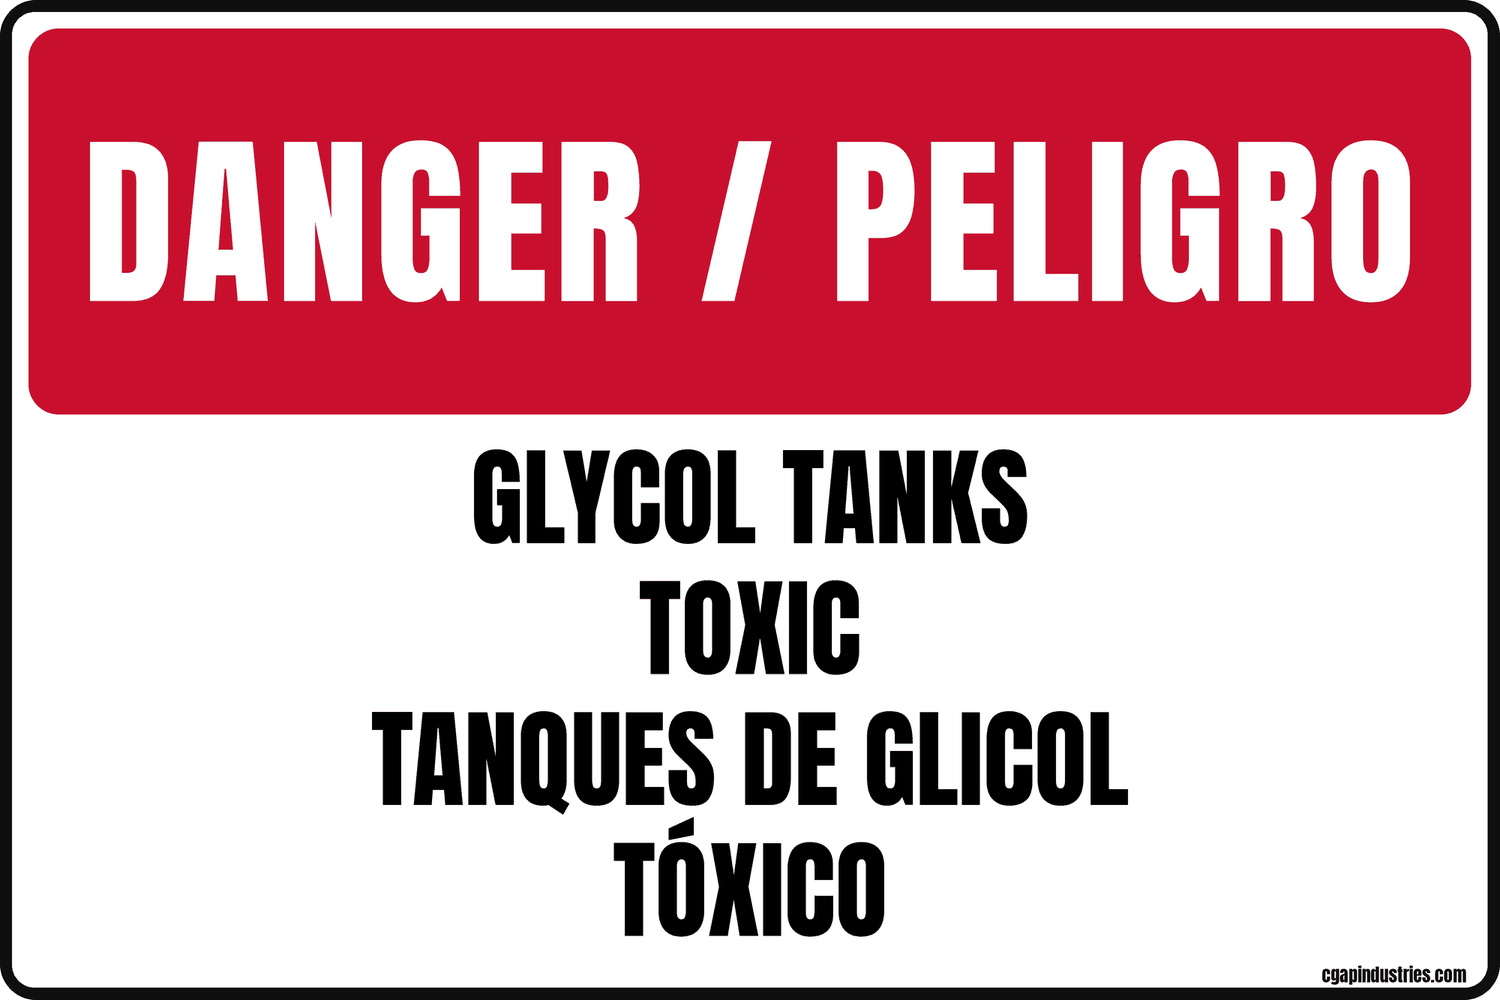 DANGER / PELIGRO
GLYCOL TANKS
TOXIC
TANQUES DE GLICOL
TÓXICO
cgapindustries.com